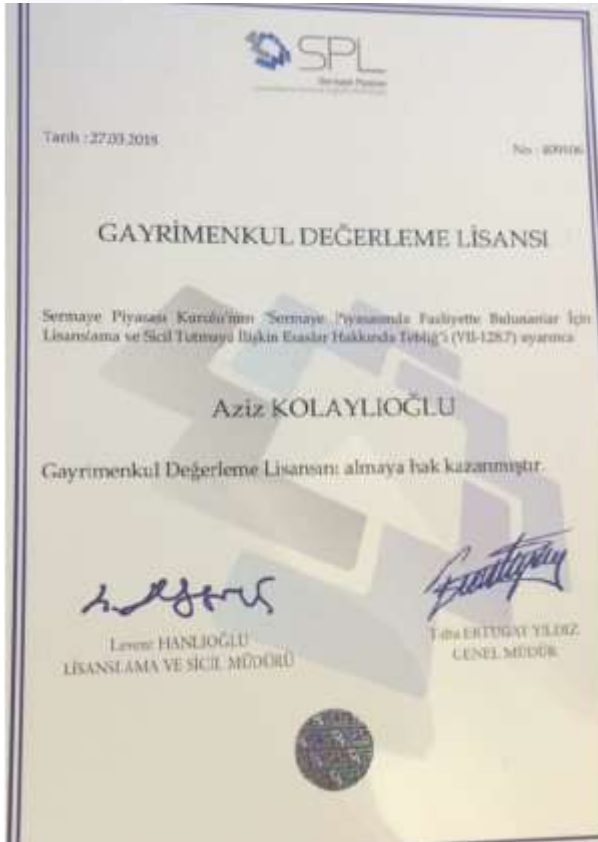 SPL
Tarih : 27.03.2018
No : 409106
GAYRİMENKUL DEĞERLEME LİSANSI
Sermaye Piyasası Kurulu'nun "Sermaye Piyasasında Faaliyette Bulunanlar İçin
Lisanslama ve Sicil Tutmaya İlişkin Esaslar Hakkında Tebliğ"i (VII-128.7) uyarınca
Aziz KOLAYLIOĞLU
Gayrimenkul Değerleme Lisansını almaya hak kazanmıştır.
Levent HANLIOĞLU
LİSANSLAMA VE SİCİL MÜDÜRÜ
Tuba ERTUGAY YILDIZ
GENEL MÜDÜR